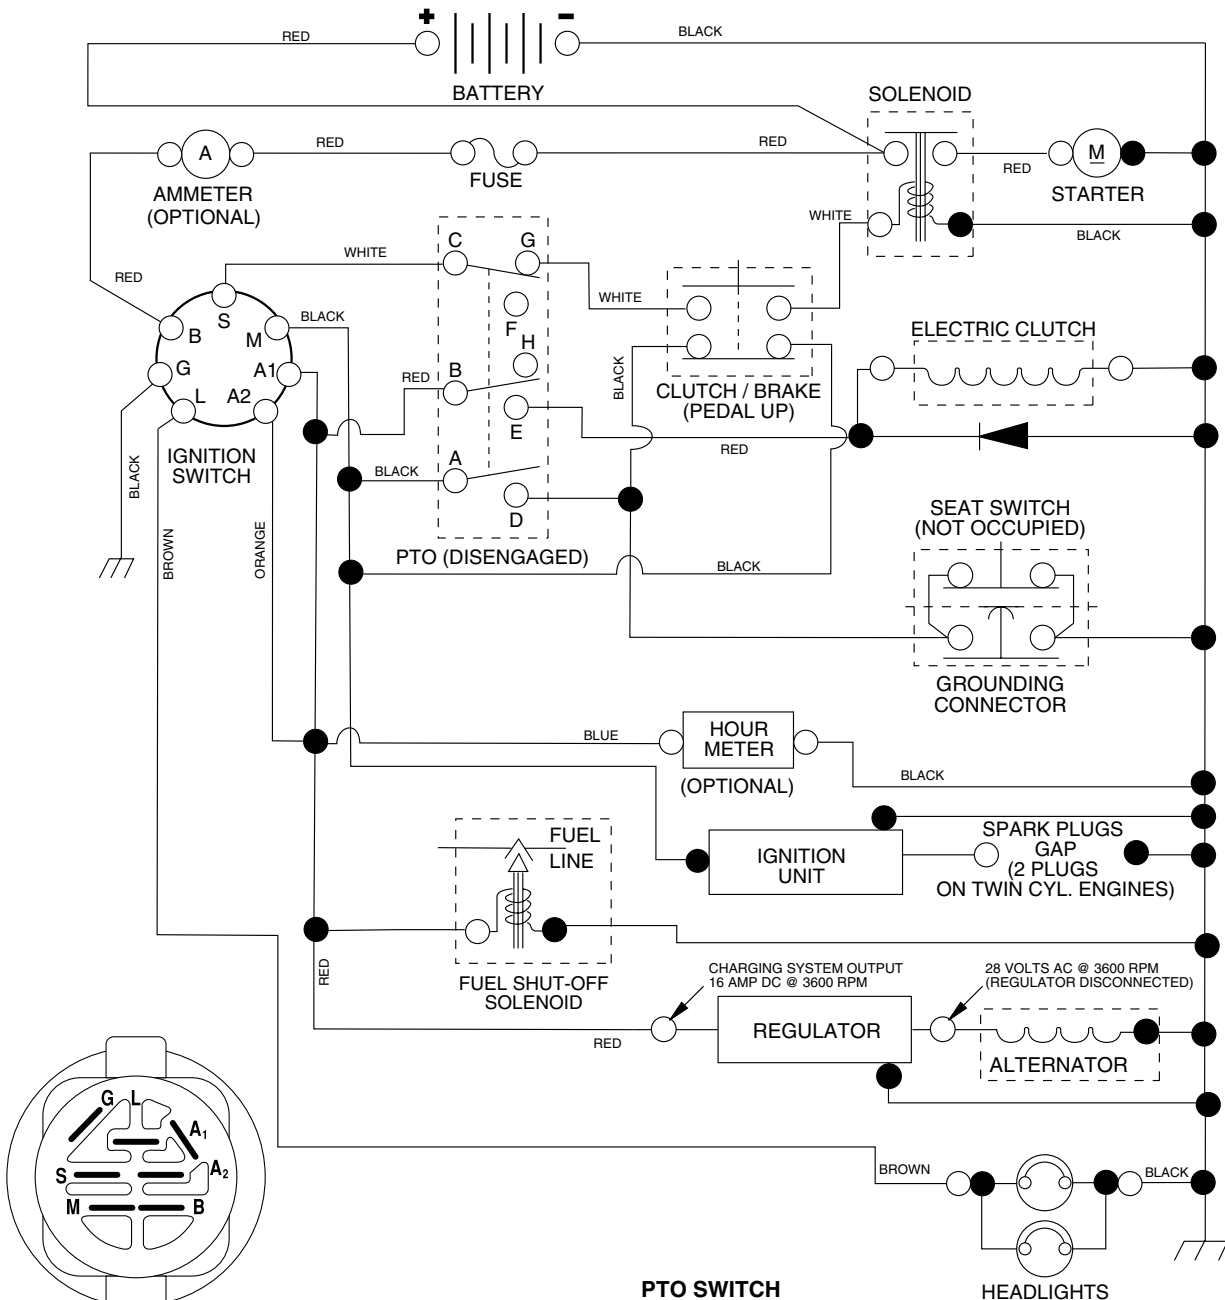 + -
RED
BLACK
BATTERY
SOLENOID
RED
RED
A
FUSE
RED
M
AMMETER
(OPTIONAL)
STARTER
WHITE
BLACK
C G
WHITE
WHITE
RED
S
BLACK
F
B M
H
ELECTRIC CLUTCH
G A1
RED
B
BLACK
CLUTCH / BRAKE
(PEDAL UP)
L A2
E
RED
IGNITION
SWITCH
BLACK
BLACK
A
D
SEAT SWITCH
(NOT OCCUPIED)
BROWN
ORANGE
PTO (DISENGAGED)
BLACK
GROUNDING
CONNECTOR
BLUE
HOUR
METER
(OPTIONAL)
BLACK
FUEL
LINE
IGNITION
UNIT
SPARK PLUGS
GAP
(2 PLUGS
ON TWIN CYL. ENGINES)
RED
FUEL SHUT-OFF
SOLENOID
CHARGING SYSTEM OUTPUT
16 AMP DC @ 3600 RPM
28 VOLTS AC @ 3600 RPM
(REGULATOR DISCONNECTED)
RED
REGULATOR
ALTERNATOR
G L
A1
A2
S
M B
BROWN
BLACK
PTO SWITCH
HEADLIGHTS